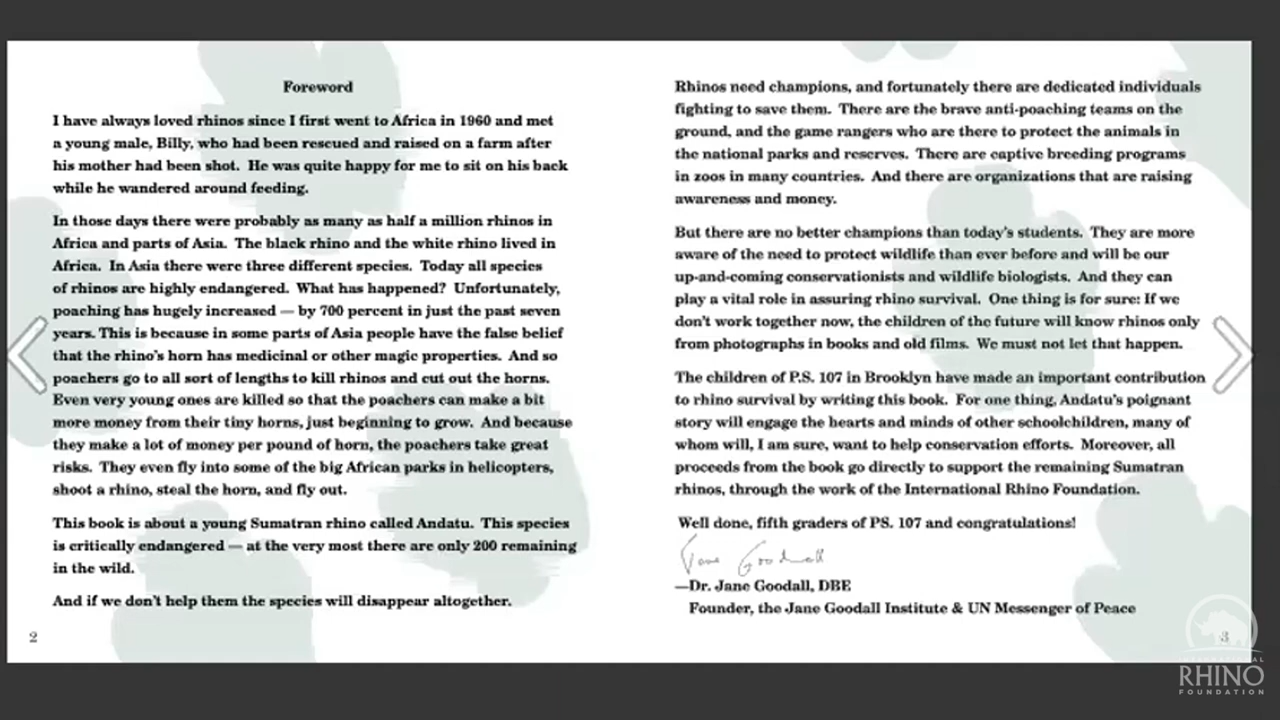 Foreword
I have always loved rhinos since I first went to Africa in 1960 and met
a young male, Billy, who had been rescued and raised on a farm after
his mother had been shot. He was quite happy for me to sit on his back
while he wandered around feeding.
In those days there were probably as many as half a million rhinos in
Africa and parts of Asia. The black rhino and the white rhino lived in
Africa. In Asia there were three different species. Today all species
of rhinos are highly endangered. What has happened? Unfortunately,
poaching has hugely increased — by 700 percent in just the past seven
years. This is because in some parts of Asia people have the false belief
that the rhino's horn has medicinal or other magic properties. And so
poachers go to all sort of lengths to kill rhinos and cut out the horns.
Even very young ones are killed so that the poachers can make a bit
more money from their tiny horns, just beginning to grow. And because
they make a lot of money per pound of horn, the poachers take great
risks. They even fly into some of the big African parks in helicopters,
shoot a rhino, steal the horn, and fly out.
This book is about a young Sumatran rhino called Andatu. This species
is critically endangered — at the very most there are only 200 remaining
in the wild.
And if we don't help them the species will disappear altogether.
2
Rhinos need champions, and fortunately there are dedicated individuals
fighting to save them. There are the brave anti-poaching teams on the
ground, and the game rangers who are there to protect the animals in
the national parks and reserves. There are captive breeding programs
in zoos in many countries. And there are organizations that are raising
awareness and money.
But there are no better champions than today's students. They are more
aware of the need to protect wildlife than ever before and will be our
up-and-coming conservationists and wildlife biologists. And they can
play a vital role in assuring rhino survival. One thing is for sure: If we
don't work together now, the children of the future will know rhinos only
from photographs in books and old films. We must not let that happen.
The children of P.S. 107 in Brooklyn have made an important contribution
to rhino survival by writing this book. For one thing, Andatu's poignant
story will engage the hearts and minds of other schoolchildren, many of
whom will, I am sure, want to help conservation efforts. Moreover, all
proceeds from the book go directly to support the remaining Sumatran
rhinos, through the work of the International Rhino Foundation.
Well done, fifth graders of PS. 107 and congratulations!
Jane Goodall
—Dr. Jane Goodall, DBE
Founder, the Jane Goodall Institute & UN Messenger of Peace
3
INTERNATIONAL
RHINO
FOUNDATION